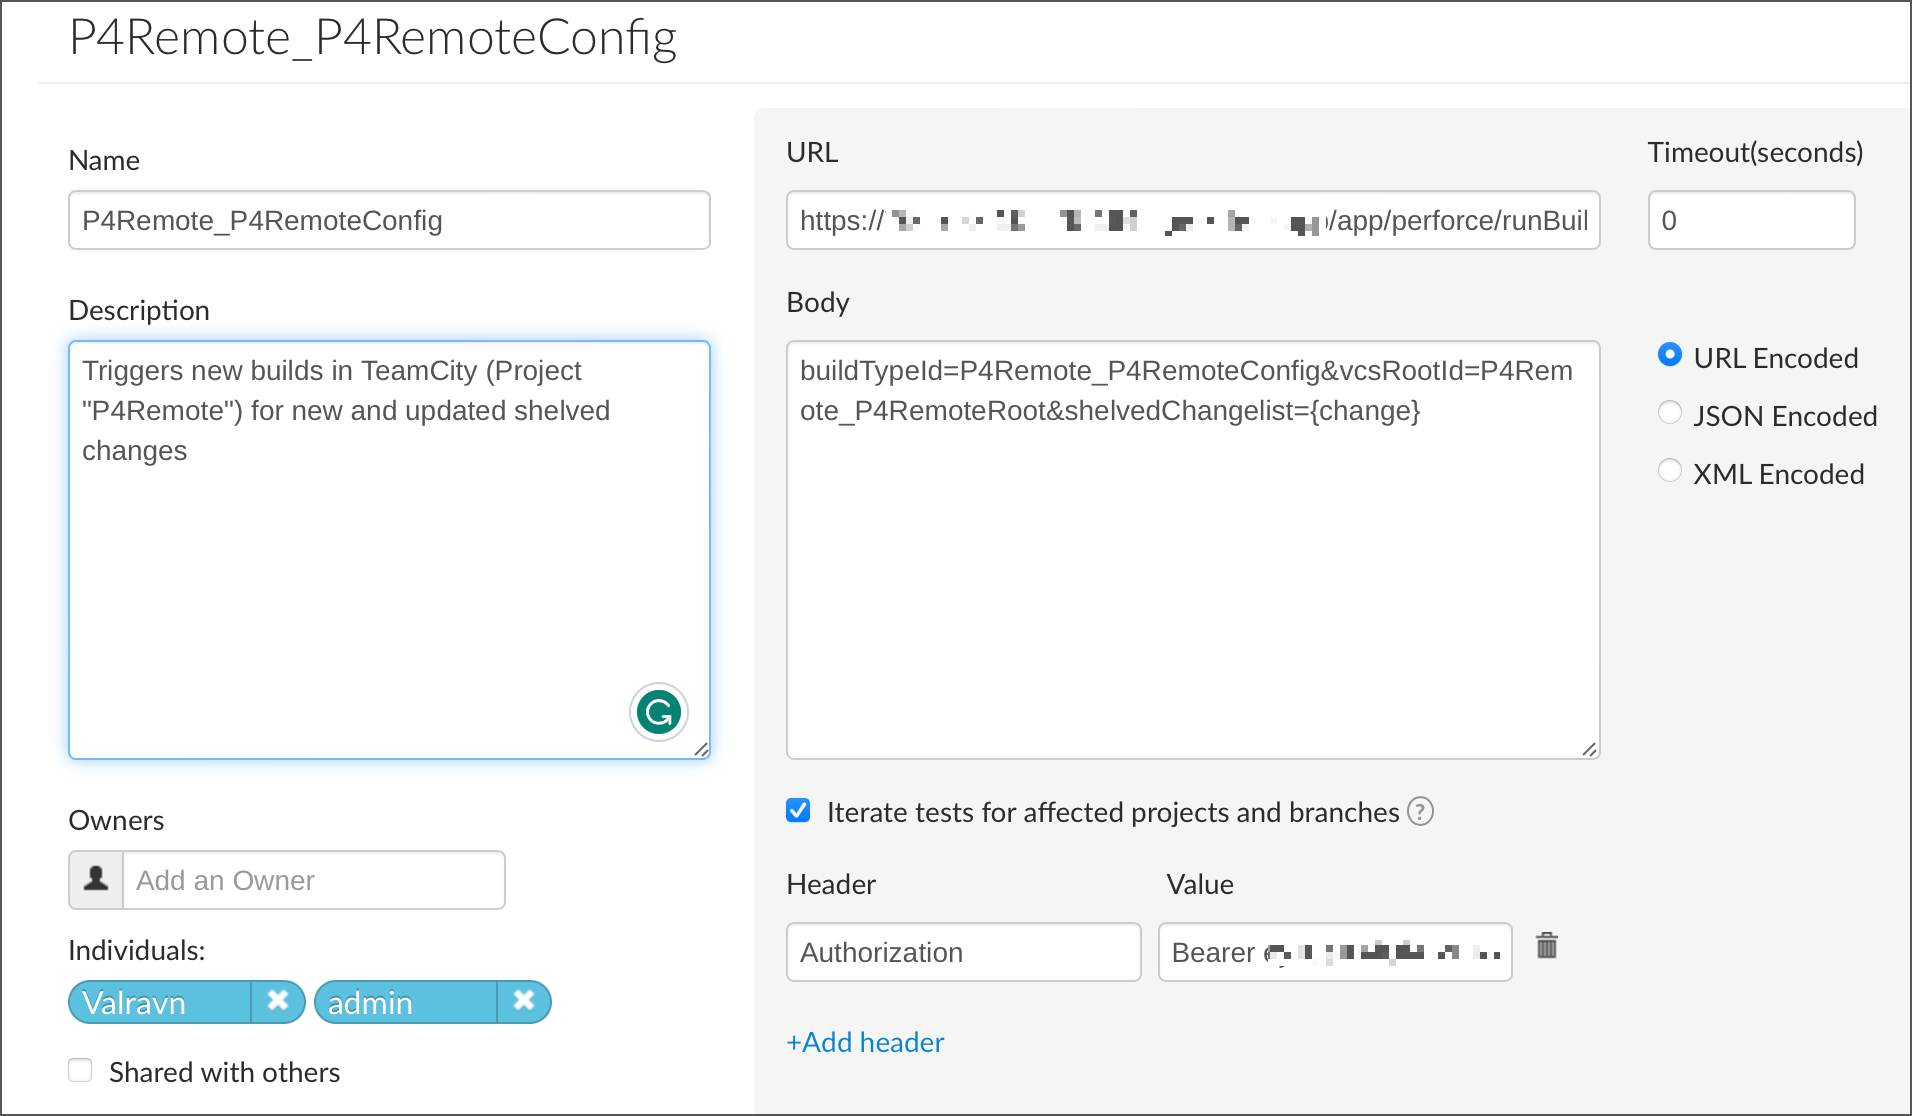 P4Remote_P4RemoteConfig
Name
P4Remote_P4RemoteConfig
Description
Triggers new builds in TeamCity (Project
"P4Remote") for new and updated shelved
changes
Owners
Add an Owner
Individuals:
Valravn
admin
Shared with others
URL
https:// /app/perforce/runBuil
Timeout(seconds)
0
Body
buildTypeId=P4Remote_P4RemoteConfig&vcsRootId=P4Rem
ote_P4RemoteRoot&shelvedChangelist={change}
URL Encoded
JSON Encoded
XML Encoded
Iterate tests for affected projects and branches ?
Header
Value
Authorization
Bearer
+Add header